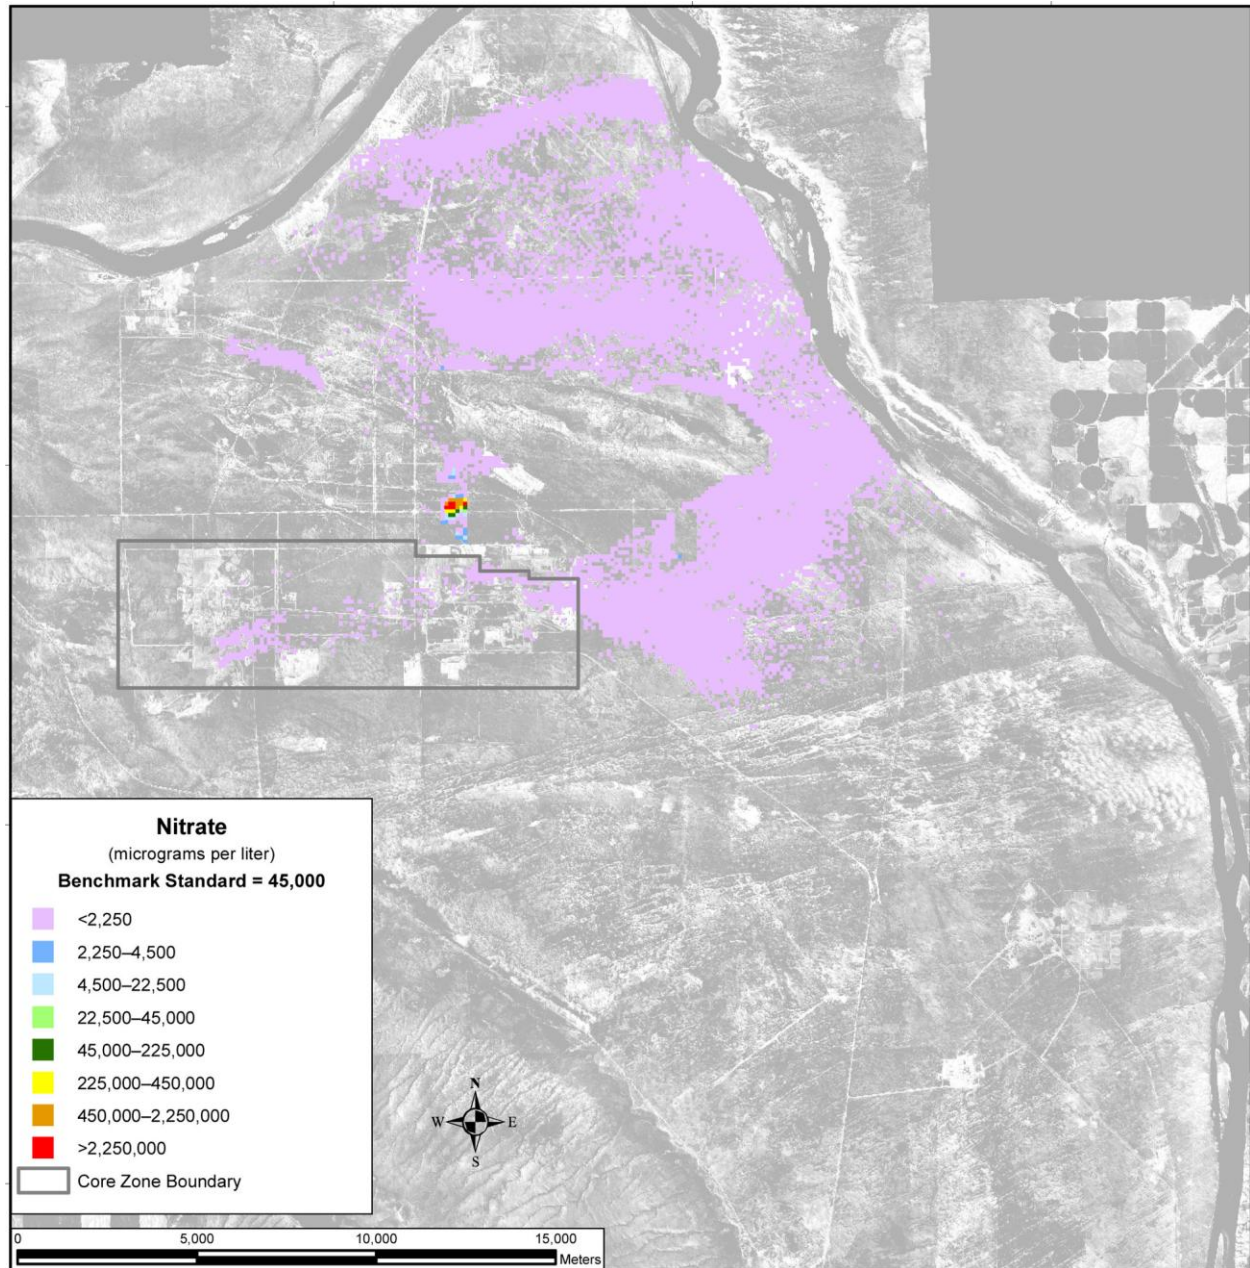 Nitrate
(micrograms per liter)
Benchmark Standard = 45,000
<2,250
2,250–4,500
4,500–22,500
22,500–45,000
45,000–225,000
225,000–450,000
450,000–2,250,000
>2,250,000
Core Zone Boundary
N
W E
S
0 5,000 10,000 15,000
Meters